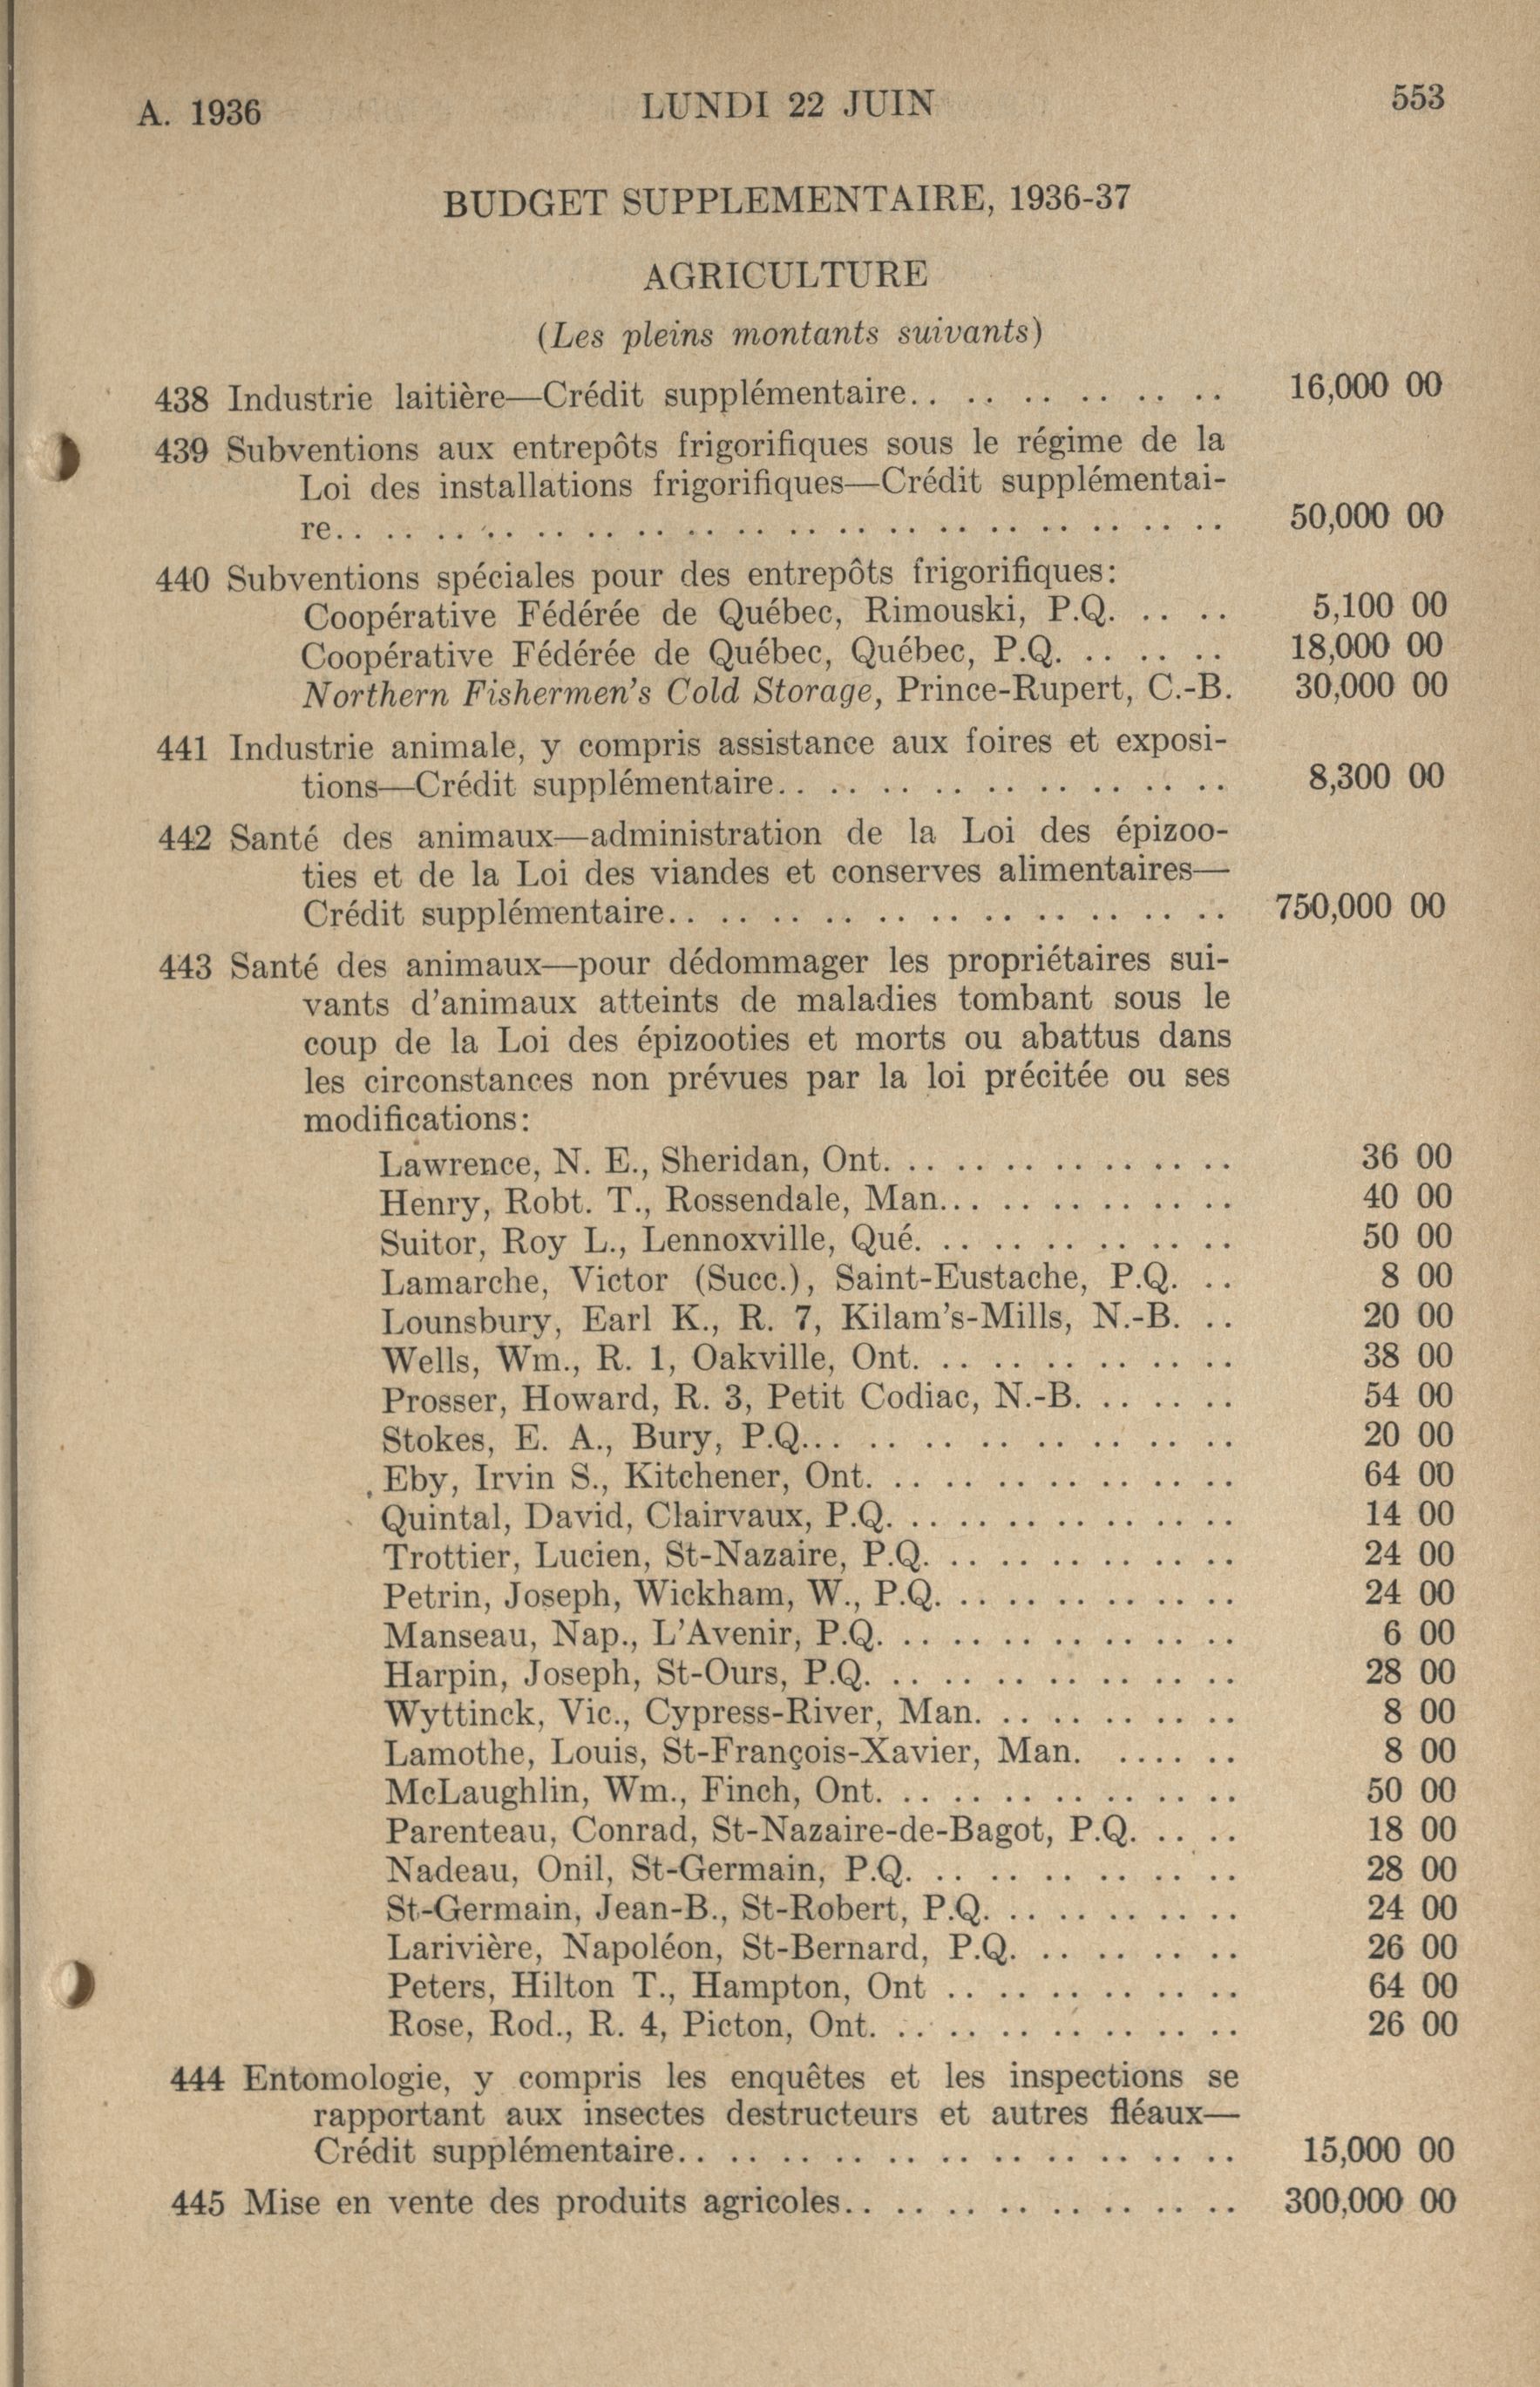 A. 1936 LUNDI 22 JUIN 553
BUDGET SUPPLEMENTAIRE, 1936-37
AGRICULTURE
(Les pleins montants suivants)
438 Industrie laitière—Crédit supplémentaire. . . . . . . . . . . . 16,000 00
439 Subventions aux entrepôts frigorifiques sous le régime de la
Loi des installations frigorifiques—Crédit supplémentai-
re. . . . . . . . . . . . . . . . . . . . . . . . . . . . . . . . . . . . 50,000 00
440 Subventions spéciales pour des entrepôts frigorifiques:
Coopérative Fédérée de Québec, Rimouski, P.Q. . . . . 5,100 00
Coopérative Fédérée de Québec, Québec, P.Q. . . . . . . 18,000 00
Northern Fishermen's Cold Storage, Prince-Rupert, C.-B. 30,000 00
441 Industrie animale, y compris assistance aux foires et exposi-
tions—Crédit supplémentaire. . . . . . . . . . . . . . . . . . 8,300 00
442 Santé des animaux—administration de la Loi des épizoo-
ties et de la Loi des viandes et conserves alimentaires—
Crédit supplémentaire. . . . . . . . . . . . . . . . . . . . . . 750,000 00
443 Santé des animaux—pour dédommager les propriétaires sui-
vants d'animaux atteints de maladies tombant sous le
coup de la Loi des épizooties et morts ou abattus dans
les circonstances non prévues par la loi précitée ou ses
modifications:
Lawrence, N. E., Sheridan, Ont. . . . . . . . . . . . . . . 36 00
Henry, Robt. T., Rossendale, Man. . . . . . . . . . . . . 40 00
Suitor, Roy L., Lennoxville, Qué. . . . . . . . . . . . . 50 00
Lamarche, Victor (Succ.), Saint-Eustache, P.Q. . . 8 00
Lounsbury, Earl K., R. 7, Kilam's-Mills, N.-B. . . 20 00
Wells, Wm., R. 1, Oakville, Ont. . . . . . . . . . . . . 38 00
Prosser, Howard, R. 3, Petit Codiac, N.-B. . . . . . . 54 00
Stokes, E. A., Bury, P.Q. . . . . . . . . . . . . . . . . . 20 00
Eby, Irvin S., Kitchener, Ont. . . . . . . . . . . . . . . 64 00
Quintal, David, Clairvaux, P.Q. . . . . . . . . . . . . . . 14 00
Trottier, Lucien, St-Nazaire, P.Q. . . . . . . . . . . . . 24 00
Petrin, Joseph, Wickham, W., P.Q. . . . . . . . . . . . . 24 00
Manseau, Nap., L'Avenir, P.Q. . . . . . . . . . . . . . . 6 00
Harpin, Joseph, St-Ours, P.Q. . . . . . . . . . . . . . . 28 00
Wyttinck, Vic., Cypress-River, Man. . . . . . . . . . . 8 00
Lamothe, Louis, St-François-Xavier, Man. . . . . . . 8 00
McLaughlin, Wm., Finch, Ont. . . . . . . . . . . . . . . 50 00
Parenteau, Conrad, St-Nazaire-de-Bagot, P.Q. . . . . 18 00
Nadeau, Onil, St-Germain, P.Q. . . . . . . . . . . . . . 28 00
St-Germain, Jean-B., St-Robert, P.Q. . . . . . . . . . . 24 00
Larivière, Napoléon, St-Bernard, P.Q. . . . . . . . . . 26 00
Peters, Hilton T., Hampton, Ont . . . . . . . . . . . . 64 00
Rose, Rod., R. 4, Picton, Ont. . . . . . . . . . . . . . . 26 00
444 Entomologie, y compris les enquêtes et les inspections se
rapportant aux insectes destructeurs et autres fléaux—
Crédit supplémentaire. . . . . . . . . . . . . . . . . . . . . . 15,000 00
445 Mise en vente des produits agricoles. . . . . . . . . . . . . . . . 300,000 00